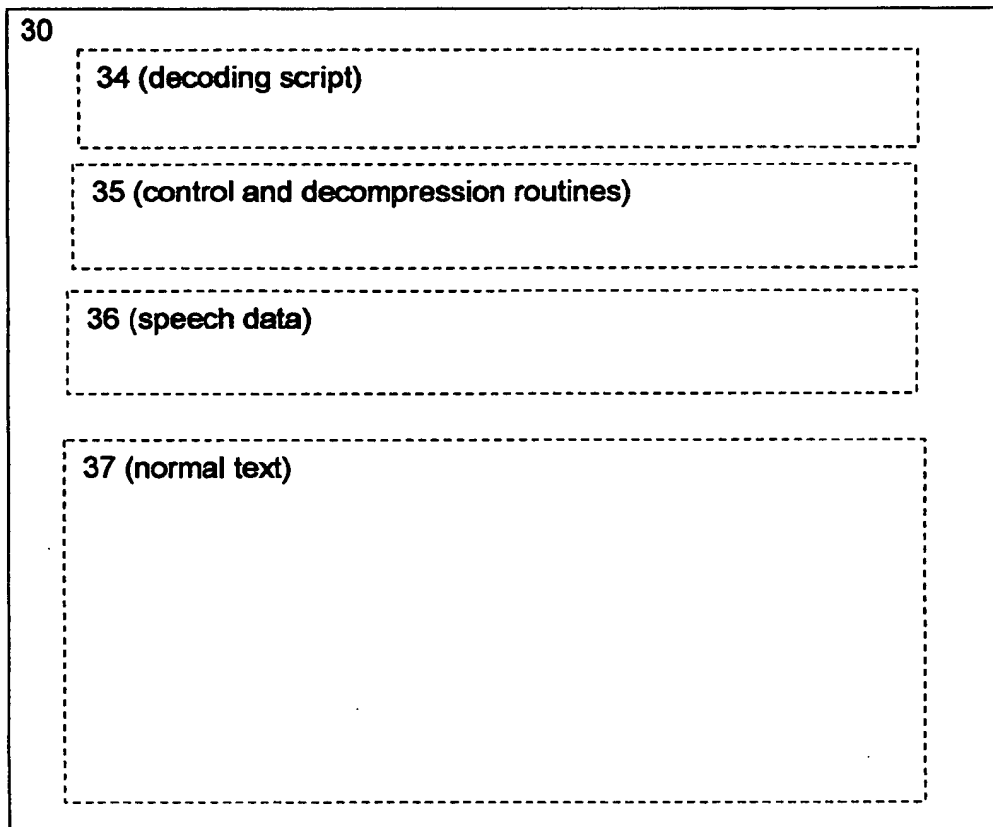 30
34 (decoding script)
35 (control and decompression routines)
36 (speech data)
37 (normal text)